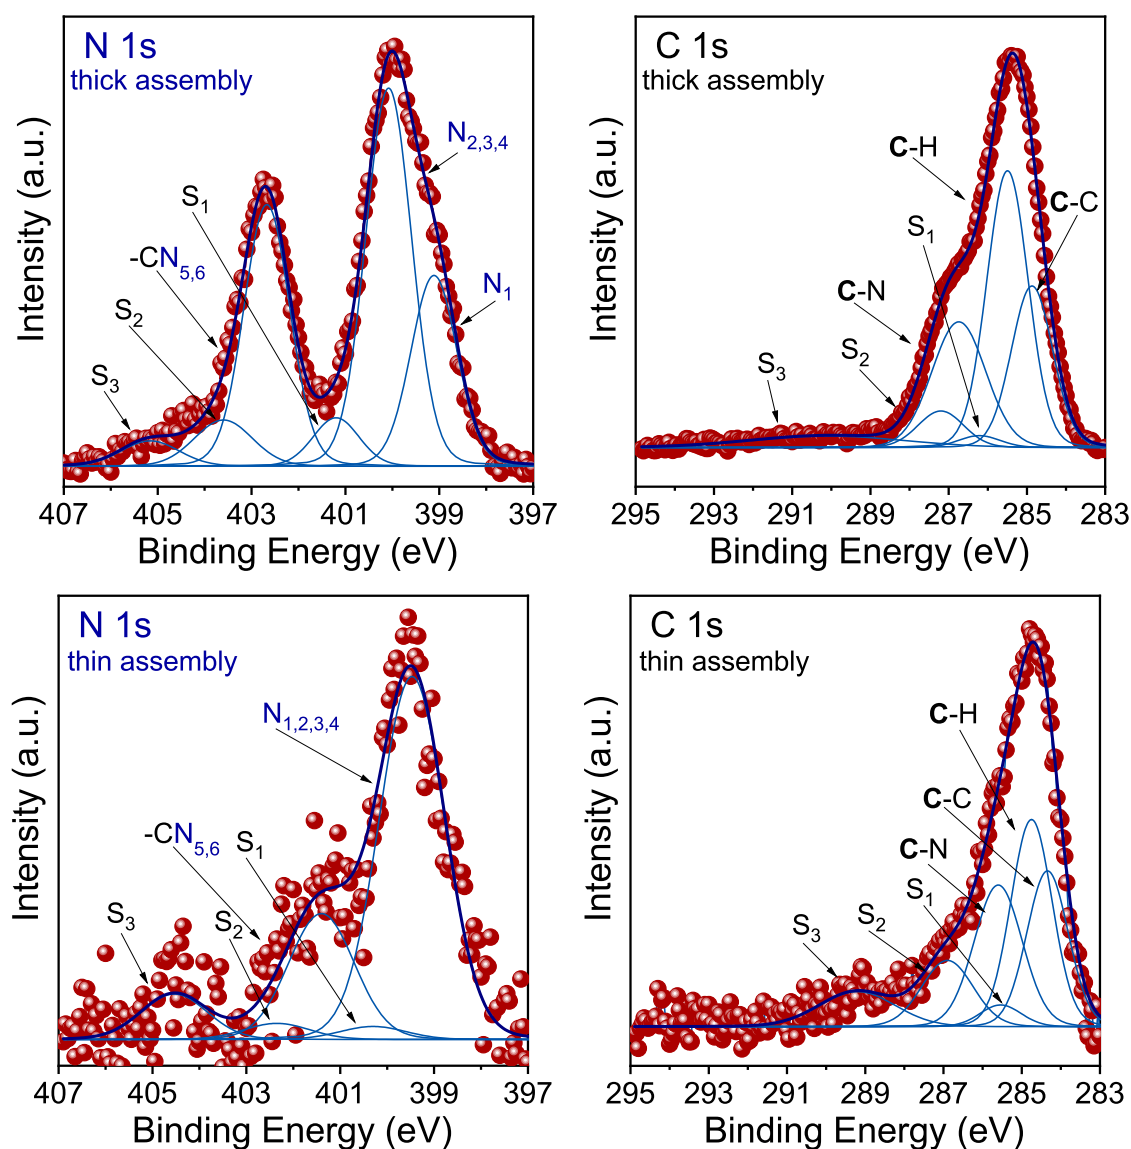 N 1s
thick assembly
N2,3,4
S1
-CN5,6
S2
S3
N1
Intensity (a.u.)
407 405 403 401 399 397
Binding Energy (eV)
C 1s
thick assembly
C-H
C-C
S1
C-N
S2
S3
Intensity (a.u.)
295 293 291 289 287 285 283
Binding Energy (eV)
N 1s
thin assembly
N1,2,3,4
-CN5,6
S1
S2
S3
Intensity (a.u.)
407 405 403 401 399 397
Binding Energy (eV)
C 1s
thin assembly
C-H
C-C
C-N
S1
S2
S3
Intensity (a.u.)
295 293 291 289 287 285 283
Binding Energy (eV)